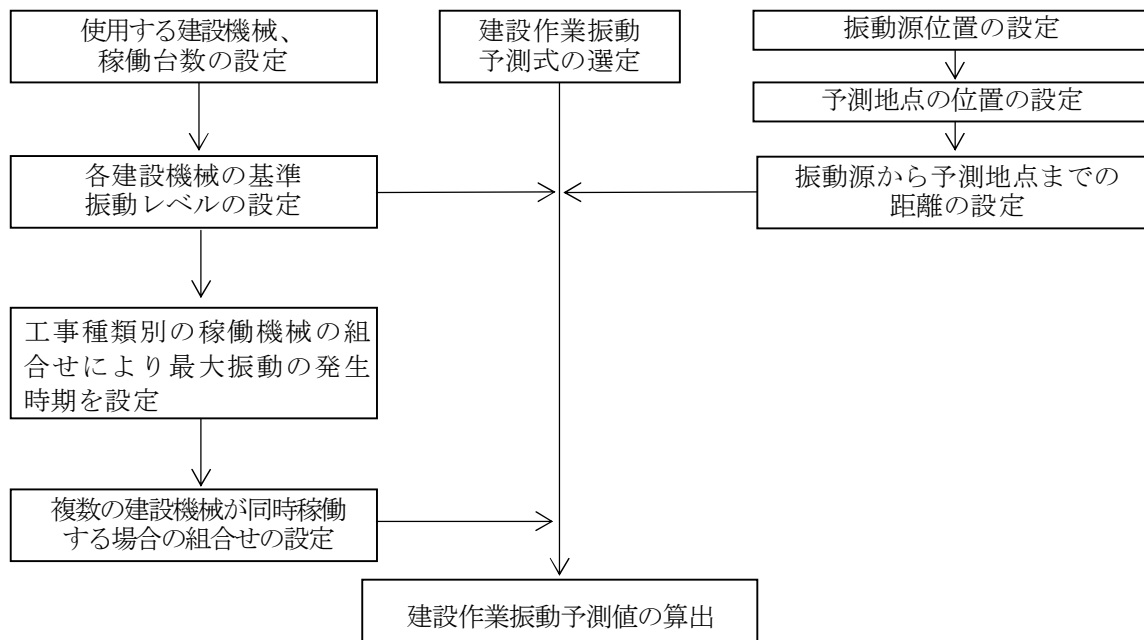 使用する建設機械、
稼働台数の設定
各建設機械の基準
振動レベルの設定
工事種類別の稼働機械の組
合せにより最大振動の発生
時期を設定
複数の建設機械が同時稼働
する場合の組合せの設定
建設作業振動
予測式の選定
振動源位置の設定
予測地点の位置の設定
振動源から予測地点までの
距離の設定
建設作業振動予測値の算出